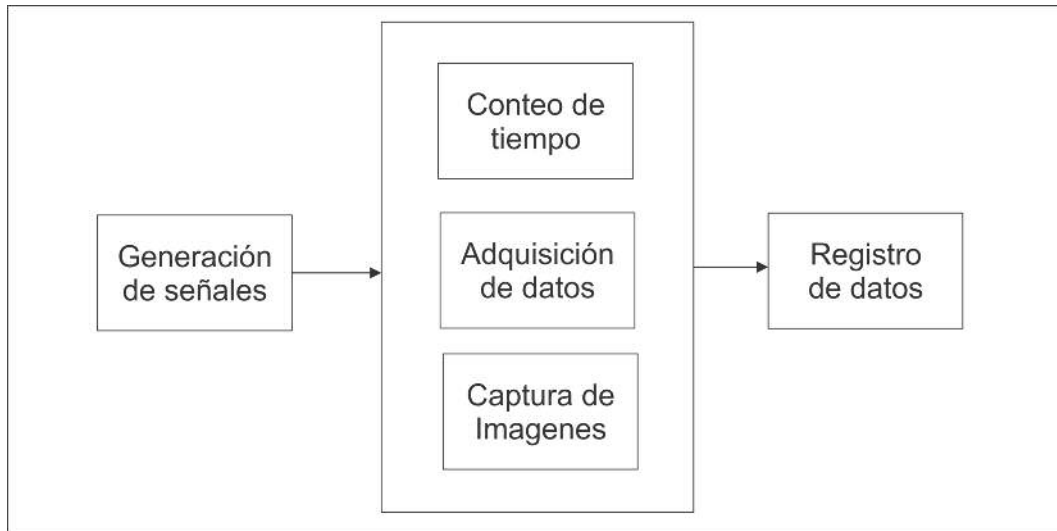 Generación
de señales
Conteo de
tiempo
Adquisición
de datos
Captura de
Imagenes
Registro
de datos